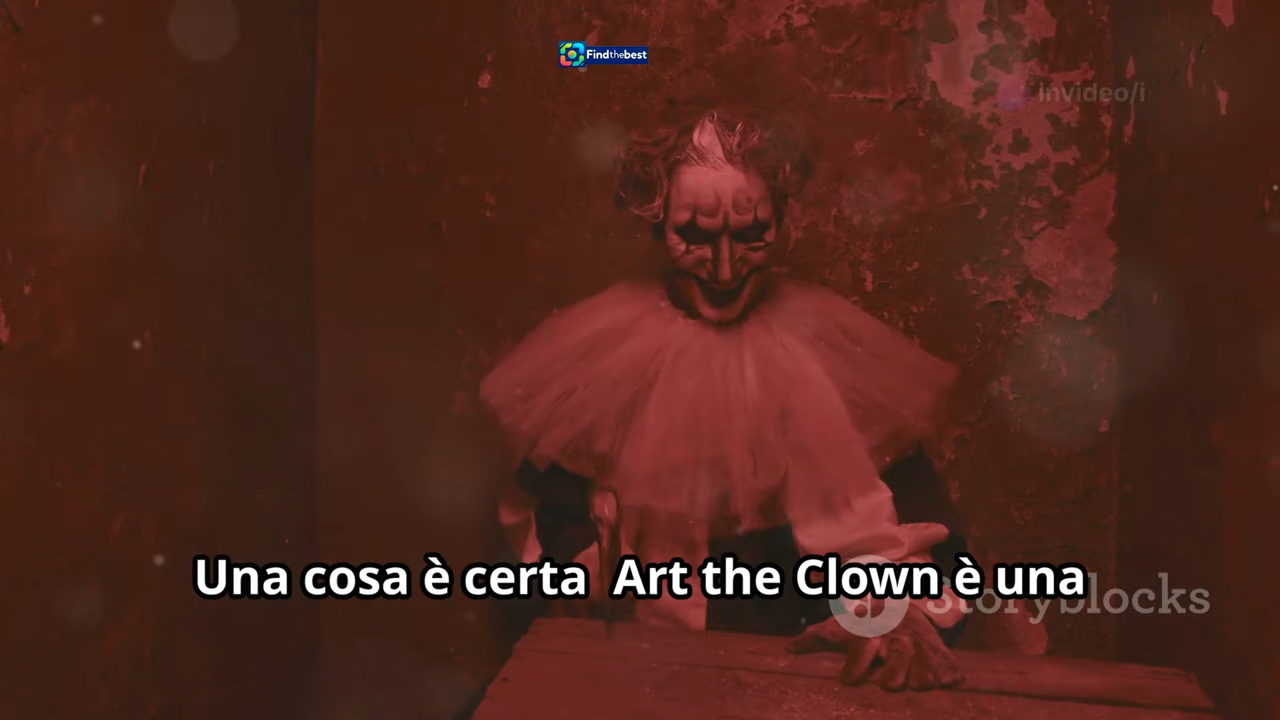 Findthebest
invideo/i
Una cosa è certa  Art the Clown è una
Storyblocks